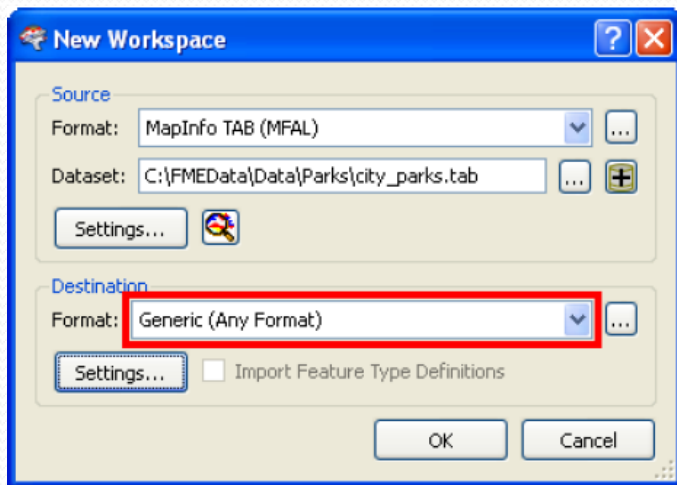 New Workspace
Source
Format: MapInfo TAB (MFAL) ...
Dataset: C:\FMEData\Data\Parks\city_parks.tab ...
Settings...
Destination
Format: Generic (Any Format) ...
Settings... Import Feature Type Definitions
OK Cancel